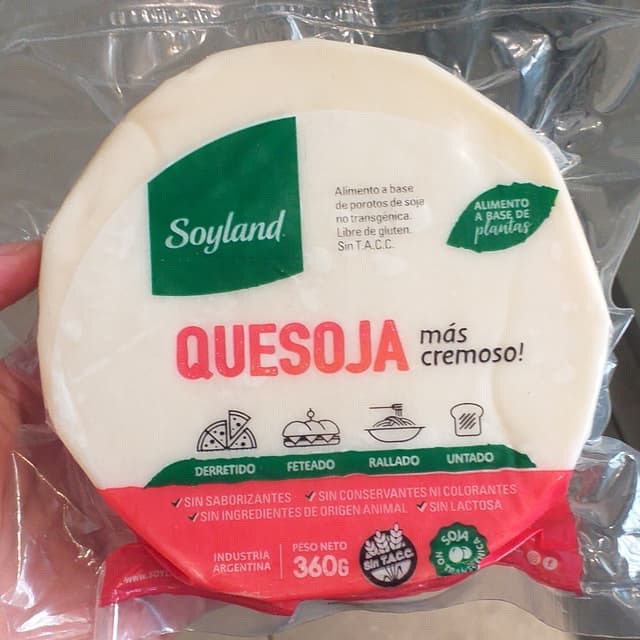 Soyland
Alimento a base
de porotos de soja
no transgénica.
Libre de gluten.
Sin T.A.C.C.
ALIMENTO
A BASE DE
plantas
QUESOJA
más
cremoso!
DERRETIDO
FETEADO
RALLADO
UNTADO
SIN SABORIZANTES
SIN CONSERVANTES NI COLORANTES
SIN INGREDIENTES DE ORIGEN ANIMAL
SIN LACTOSA
INDUSTRIA
ARGENTINA
PESO NETO
360G
Sin T.A.C.C.
SOJA
NO